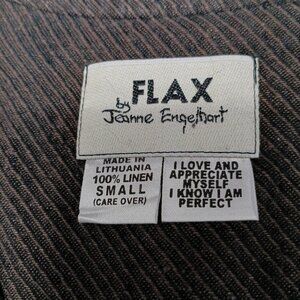 FLAX
by
Jeanne Engelhart
MADE IN
LITHUANIA
100% LINEN
SMALL
(CARE OVER)
I LOVE AND
APPRECIATE
MYSELF
I KNOW I AM
PERFECT